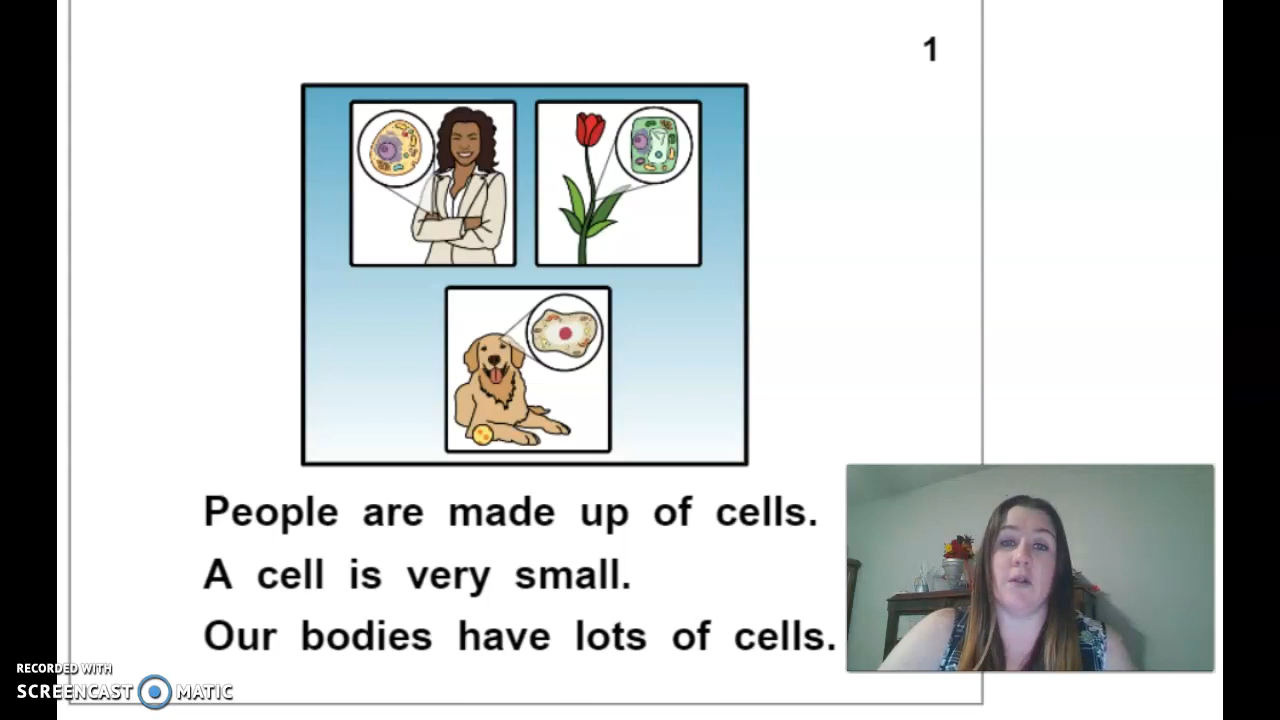 1
People are made up of cells.
A cell is very small.
Our bodies have lots of cells.
RECORDED WITH
SCREENCAST MATIC